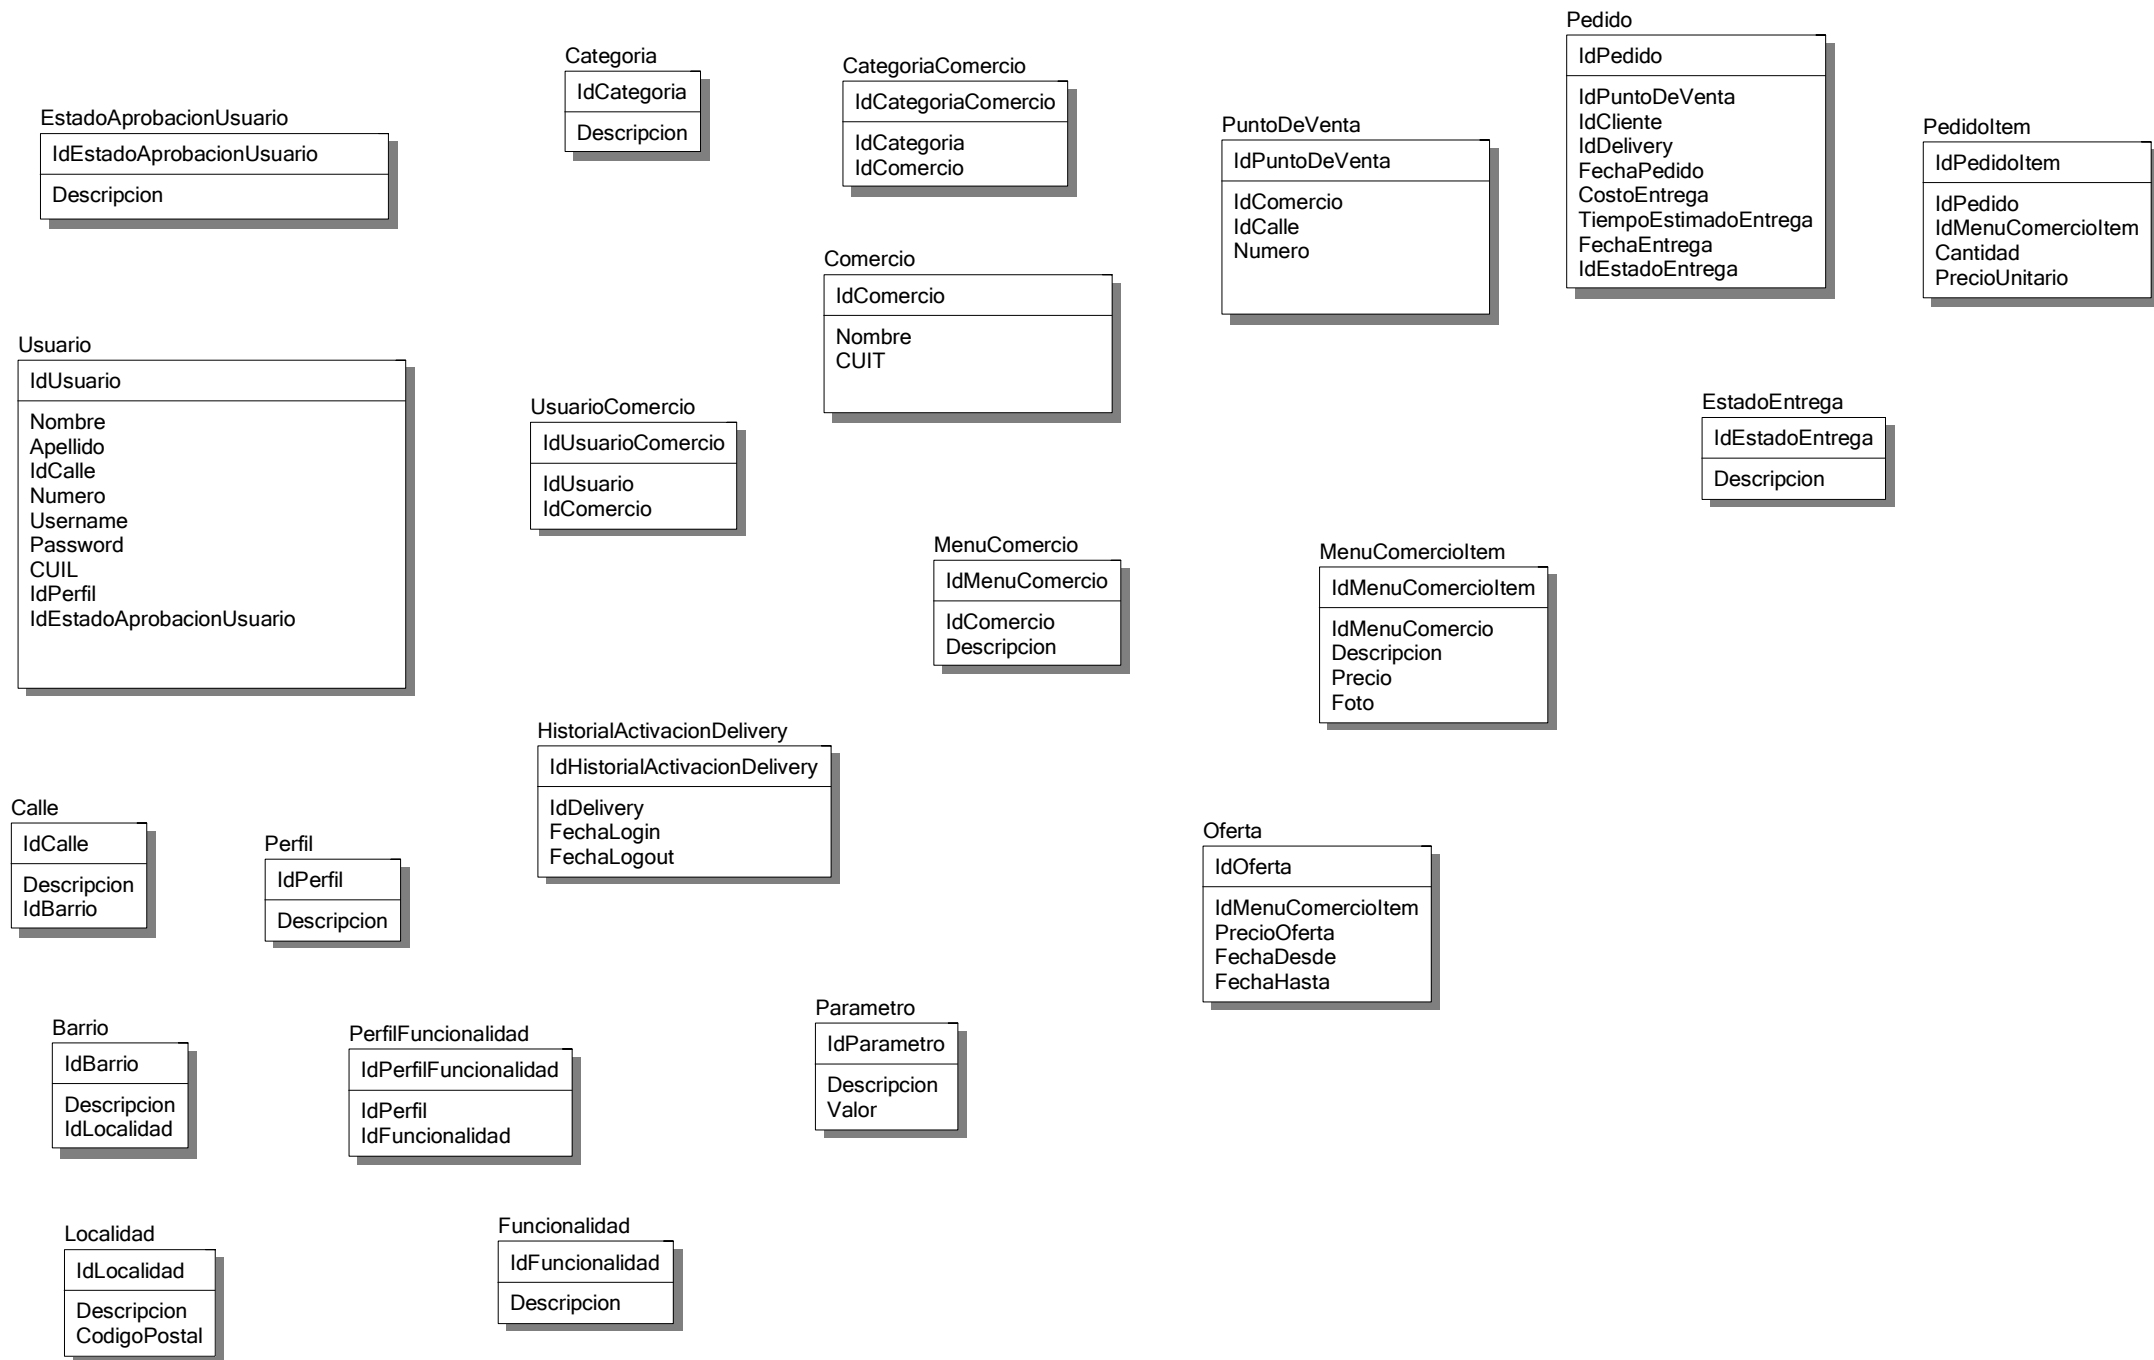 EstadoAprobacionUsuario
IdEstadoAprobacionUsuario
Descripcion
Categoria
IdCategoria
Descripcion
CategoriaComercio
IdCategoriaComercio
IdCategoria
IdComercio
PuntoDeVenta
IdPuntoDeVenta
IdComercio
IdCalle
Numero
Pedido
IdPedido
IdPuntoDeVenta
IdCliente
IdDelivery
FechaPedido
CostoEntrega
TiempoEstimadoEntrega
FechaEntrega
IdEstadoEntrega
PedidoItem
IdPedidoItem
IdPedido
IdMenuComercioItem
Cantidad
PrecioUnitario
Comercio
IdComercio
Nombre
CUIT
Usuario
IdUsuario
Nombre
Apellido
IdCalle
Numero
Username
Password
CUIL
IdPerfil
IdEstadoAprobacionUsuario
UsuarioComercio
IdUsuarioComercio
IdUsuario
IdComercio
EstadoEntrega
IdEstadoEntrega
Descripcion
MenuComercio
IdMenuComercio
IdComercio
Descripcion
MenuComercioItem
IdMenuComercioItem
IdMenuComercio
Descripcion
Precio
Foto
HistorialActivacionDelivery
IdHistorialActivacionDelivery
IdDelivery
FechaLogin
FechaLogout
Calle
IdCalle
Descripcion
IdBarrio
Perfil
IdPerfil
Descripcion
Oferta
IdOferta
IdMenuComercioItem
PrecioOferta
FechaDesde
FechaHasta
Barrio
IdBarrio
Descripcion
IdLocalidad
PerfilFuncionalidad
IdPerfilFuncionalidad
IdPerfil
IdFuncionalidad
Parametro
IdParametro
Descripcion
Valor
Localidad
IdLocalidad
Descripcion
CodigoPostal
Funcionalidad
IdFuncionalidad
Descripcion